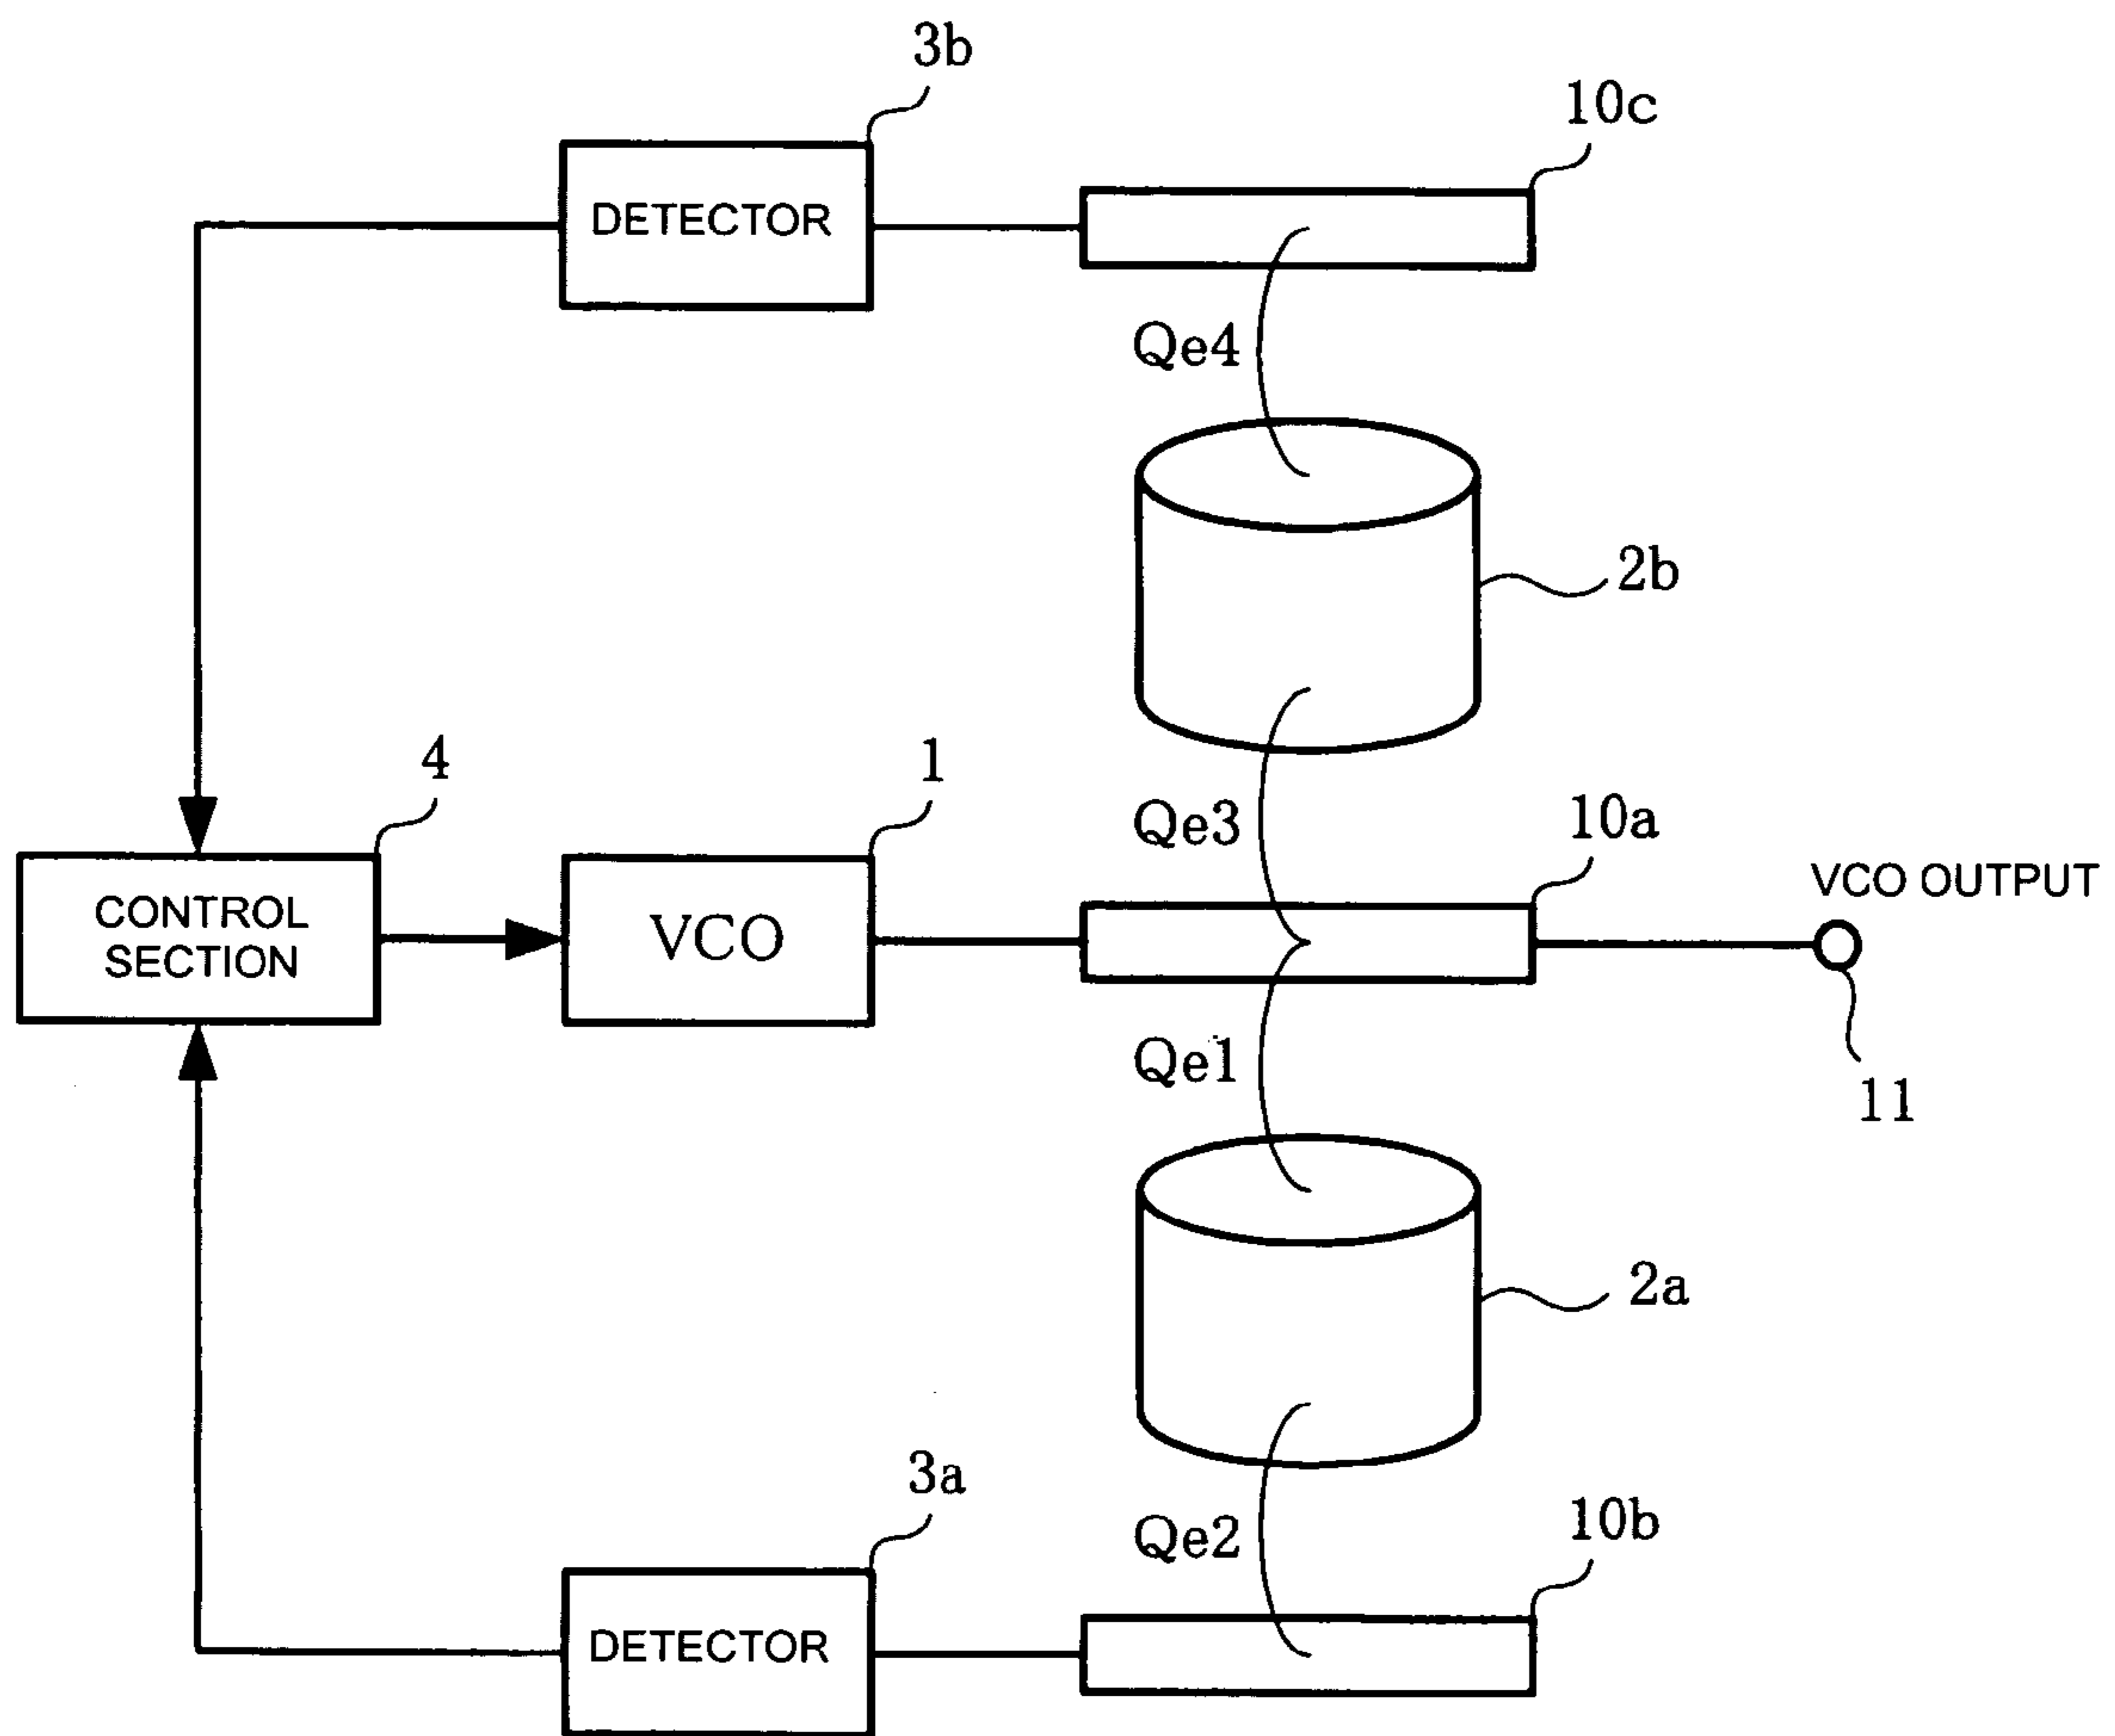 3b
10c
DETECTOR
Qe4
2b
4
1
Qe3
10a
VCO OUTPUT
CONTROL
SECTION
VCO
Qe1
11
2a
3a
10b
Qe2
DETECTOR